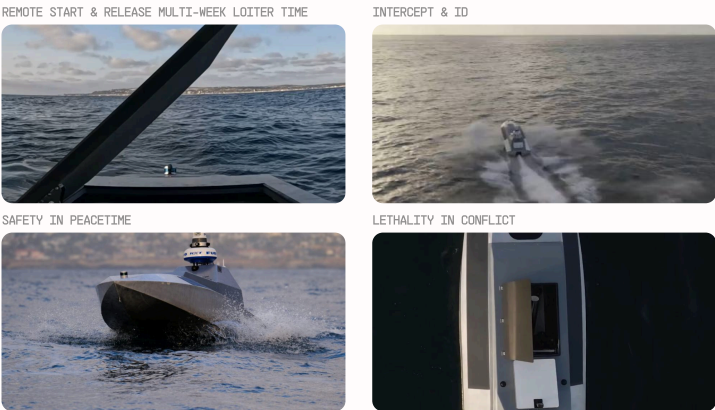 REMOTE START & RELEASE MULTI-WEEK LOITER TIME
INTERCEPT & ID
SAFETY IN PEACETIME
LETHALITY IN CONFLICT